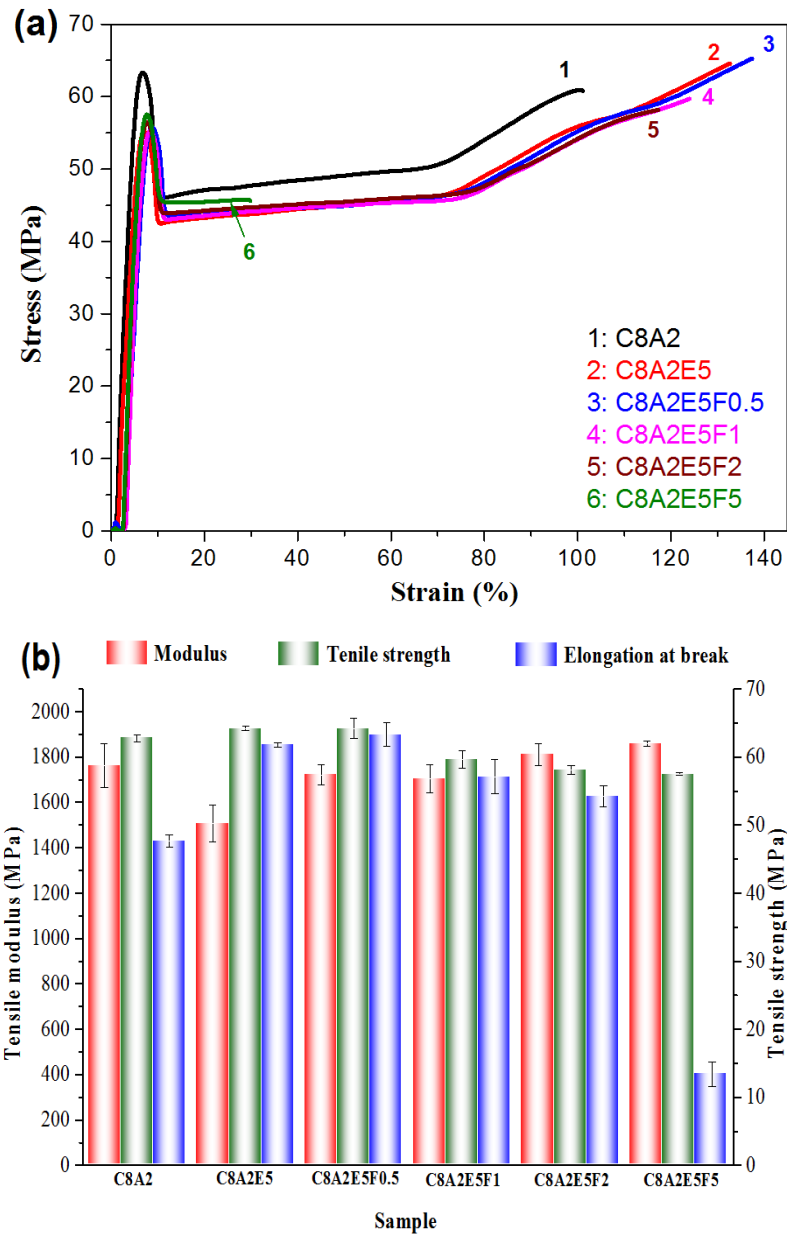 (a)
70
60
50
40
30
20
10
0
Stress (MPa)
1
2
3
4
5
6
1: C8A2
2: C8A2E5
3: C8A2E5F0.5
4: C8A2E5F1
5: C8A2E5F2
6: C8A2E5F5
0 20 40 60 80 100 120 140
Strain (%)
(b)
Modulus Tenile strength Elongation at break
2000
1800
1600
1400
1200
1000
800
600
400
200
0
Tensile modulus (MPa)
70
60
50
40
30
20
10
0
Tensile strength (MPa)
C8A2 C8A2E5 C8A2E5F0.5 C8A2E5F1 C8A2E5F2 C8A2E5F5
Sample